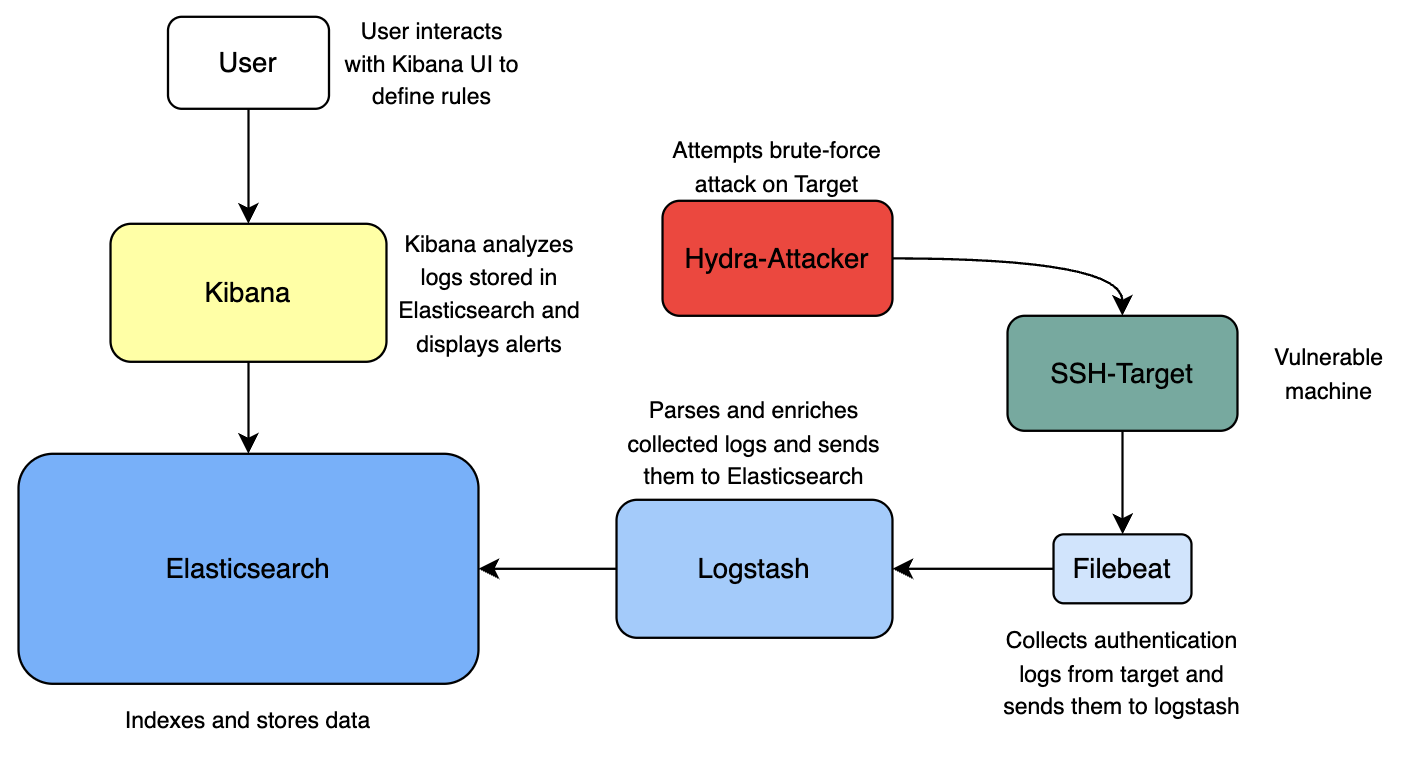 User
User interacts
with Kibana UI to
define rules
Attempts brute-force
attack on Target
Hydra-Attacker
Kibana
Kibana analyzes
logs stored in
Elasticsearch and
displays alerts
SSH-Target
Vulnerable
machine
Parses and enriches
collected logs and sends
them to Elasticsearch
Elasticsearch
Logstash
Filebeat
Collects authentication
logs from target and
sends them to logstash
Indexes and stores data